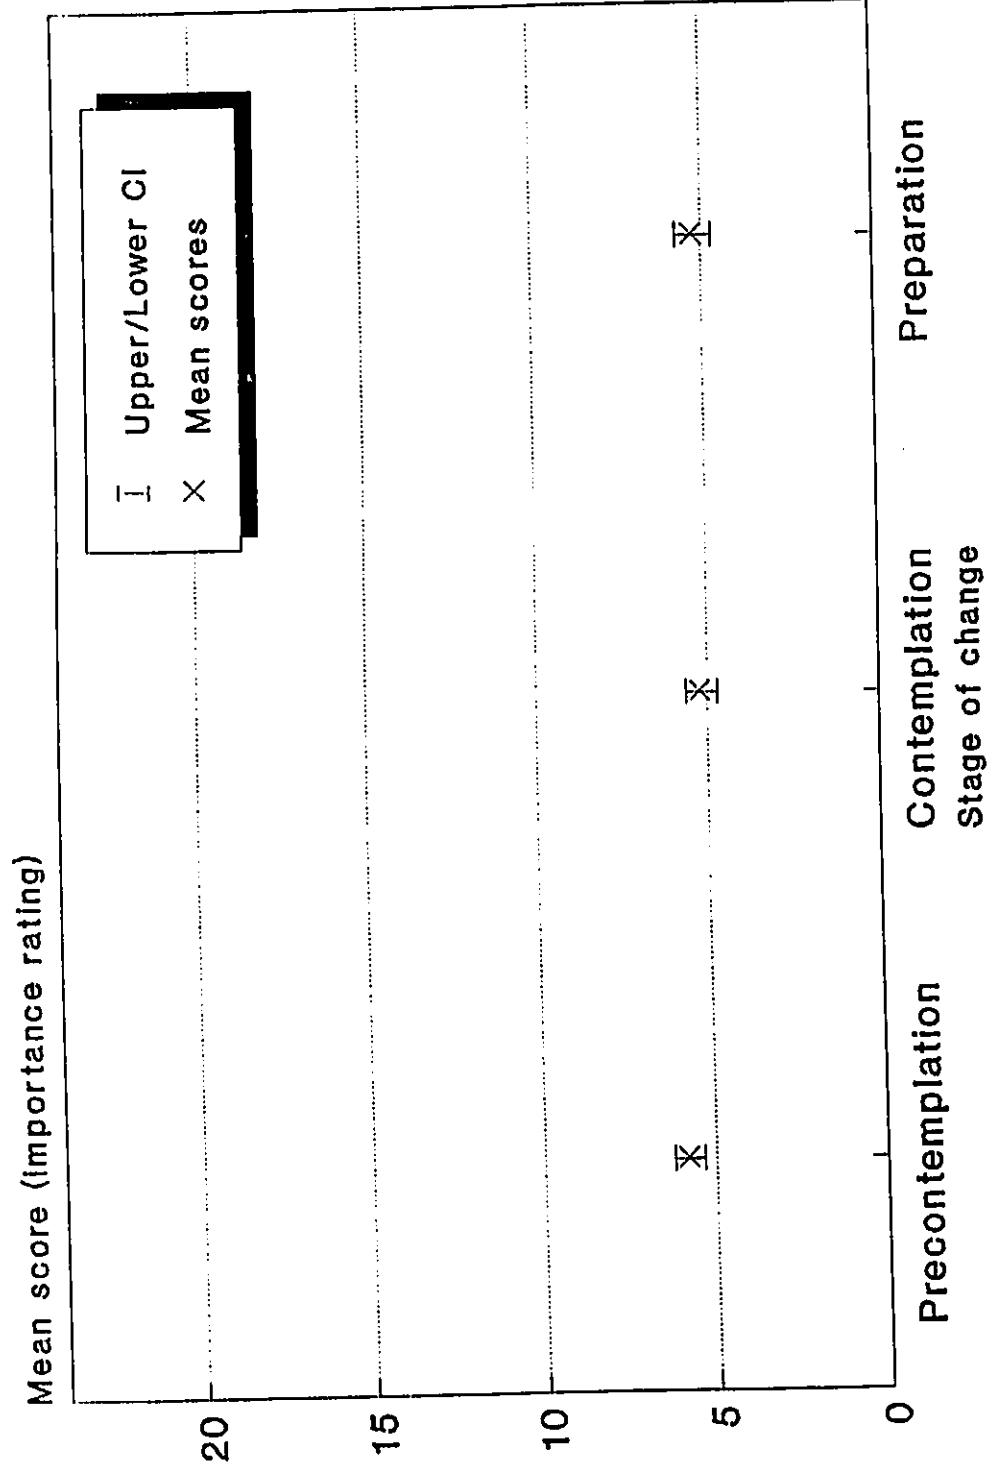 Mean score (importance rating)
Upper/Lower CI
Mean scores
20
15
10
5
0
Precontemplation
Contemplation
Preparation
Stage of change